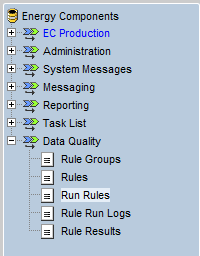 Energy Components
EC Production
Administration
System Messages
Messaging
Reporting
Task List
Data Quality
Rule Groups
Rules
Run Rules
Rule Run Logs
Rule Results